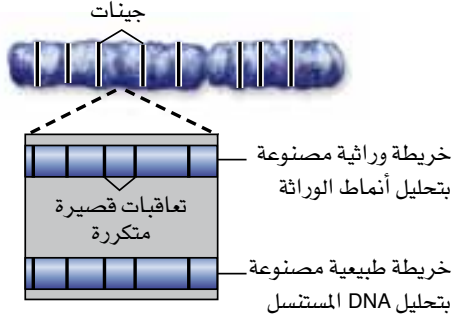 جينات
خريطة وراثية مصنوعة
بتحليل أنماط الوراثة
تعاقبات قصيرة
متكررة
خريطة طبيعية مصنوعة
بتحليل DNA المستنسل